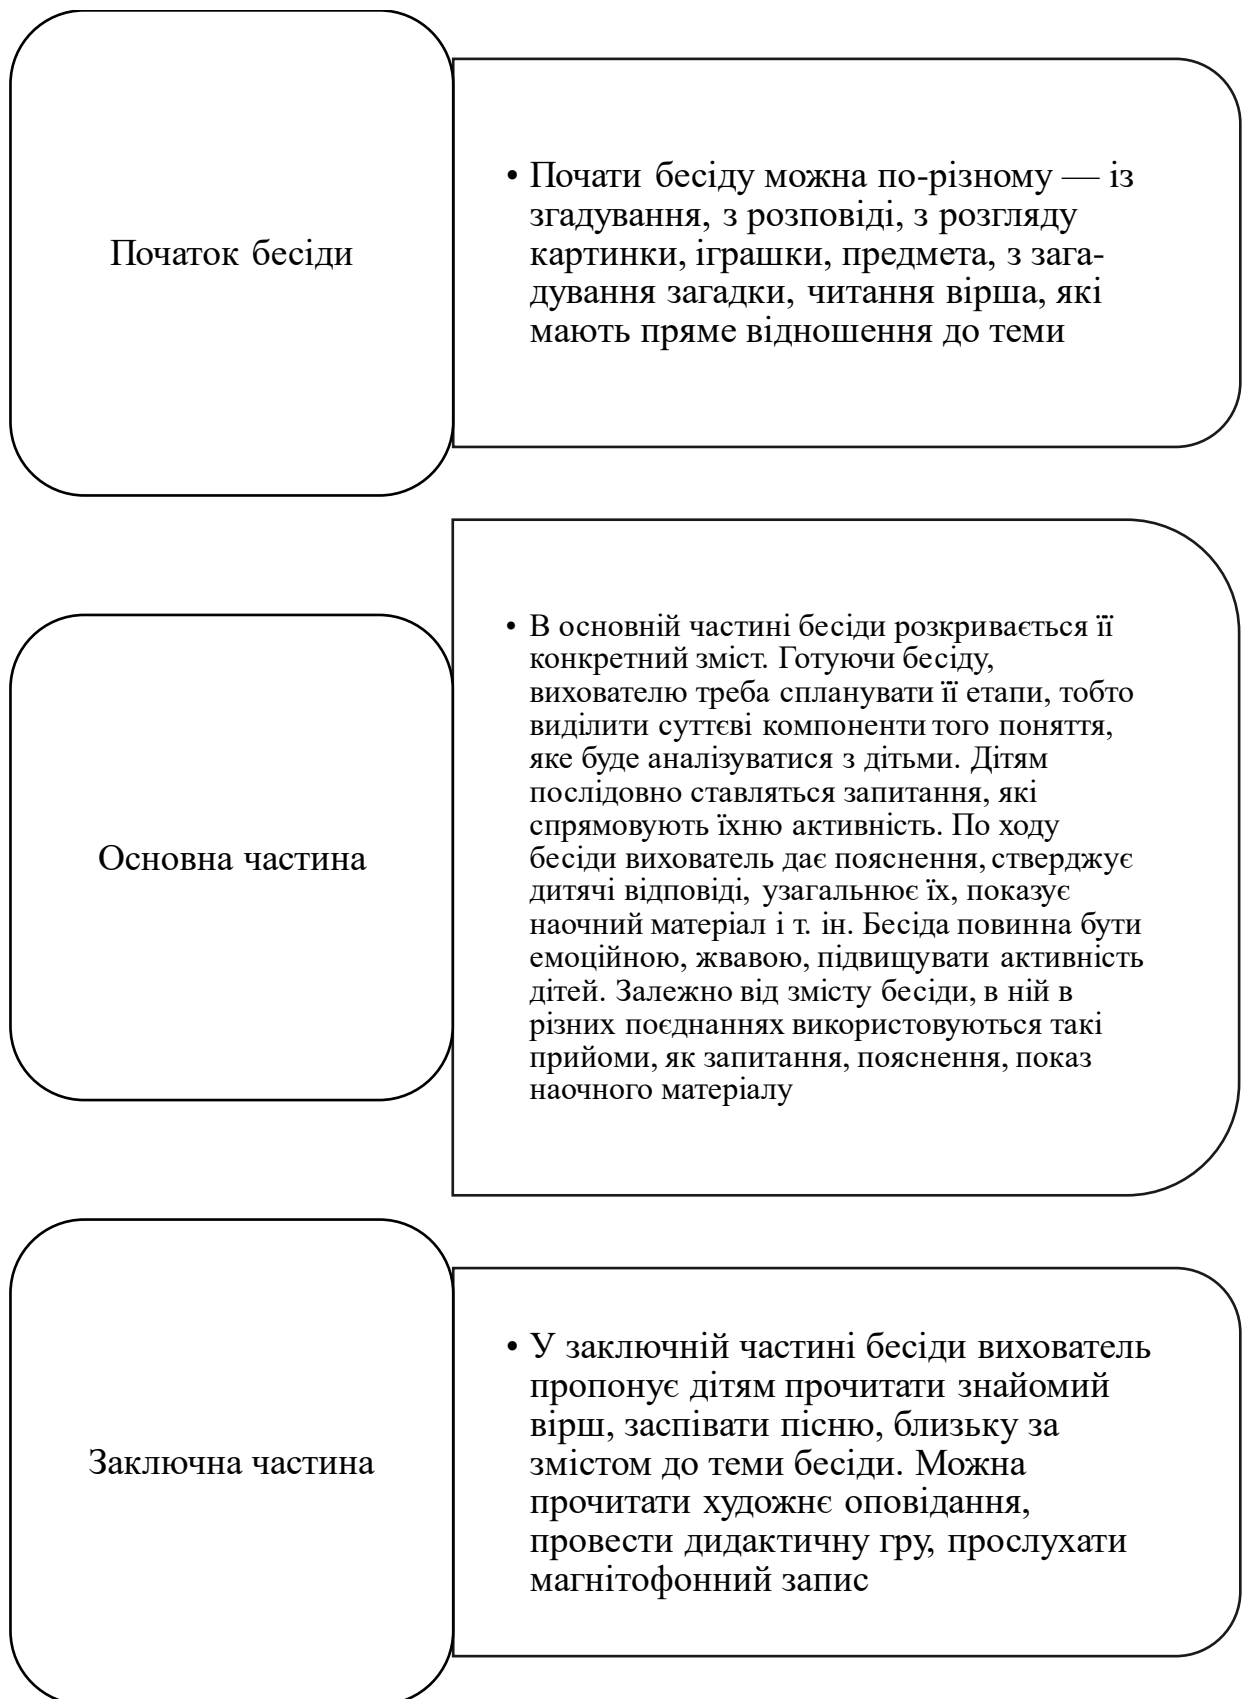 Початок бесіди
• Почати бесіду можна по-різному — із
згадування, з розповіді, з розгляду
картинки, іграшки, предмета, з зага-
дування загадки, читання вірша, які
мають пряме відношення до теми
Основна частина
• В основній частині бесіди розкривається її
конкретний зміст. Готуючи бесіду,
вихователю треба спланувати її етапи, тобто
виділити суттєві компоненти того поняття,
яке буде аналізуватися з дітьми. Дітям
послідовно ставляться запитання, які
спрямовують їхню активність. По ходу
бесіди вихователь дає пояснення, стверджує
дитячі відповіді, узагальнює їх, показує
наочний матеріал і т. ін. Бесіда повинна бути
емоційною, жвавою, підвищувати активність
дітей. Залежно від змісту бесіди, в ній в
різних поєднаннях використовуються такі
прийоми, як запитання, пояснення, показ
наочного матеріалу
Заключна частина
• У заключній частині бесіди вихователь
пропонує дітям прочитати знайомий
вірш, заспівати пісню, близьку за
змістом до теми бесіди. Можна
прочитати художнє оповідання,
провести дидактичну гру, прослухати
магнітофонний запис